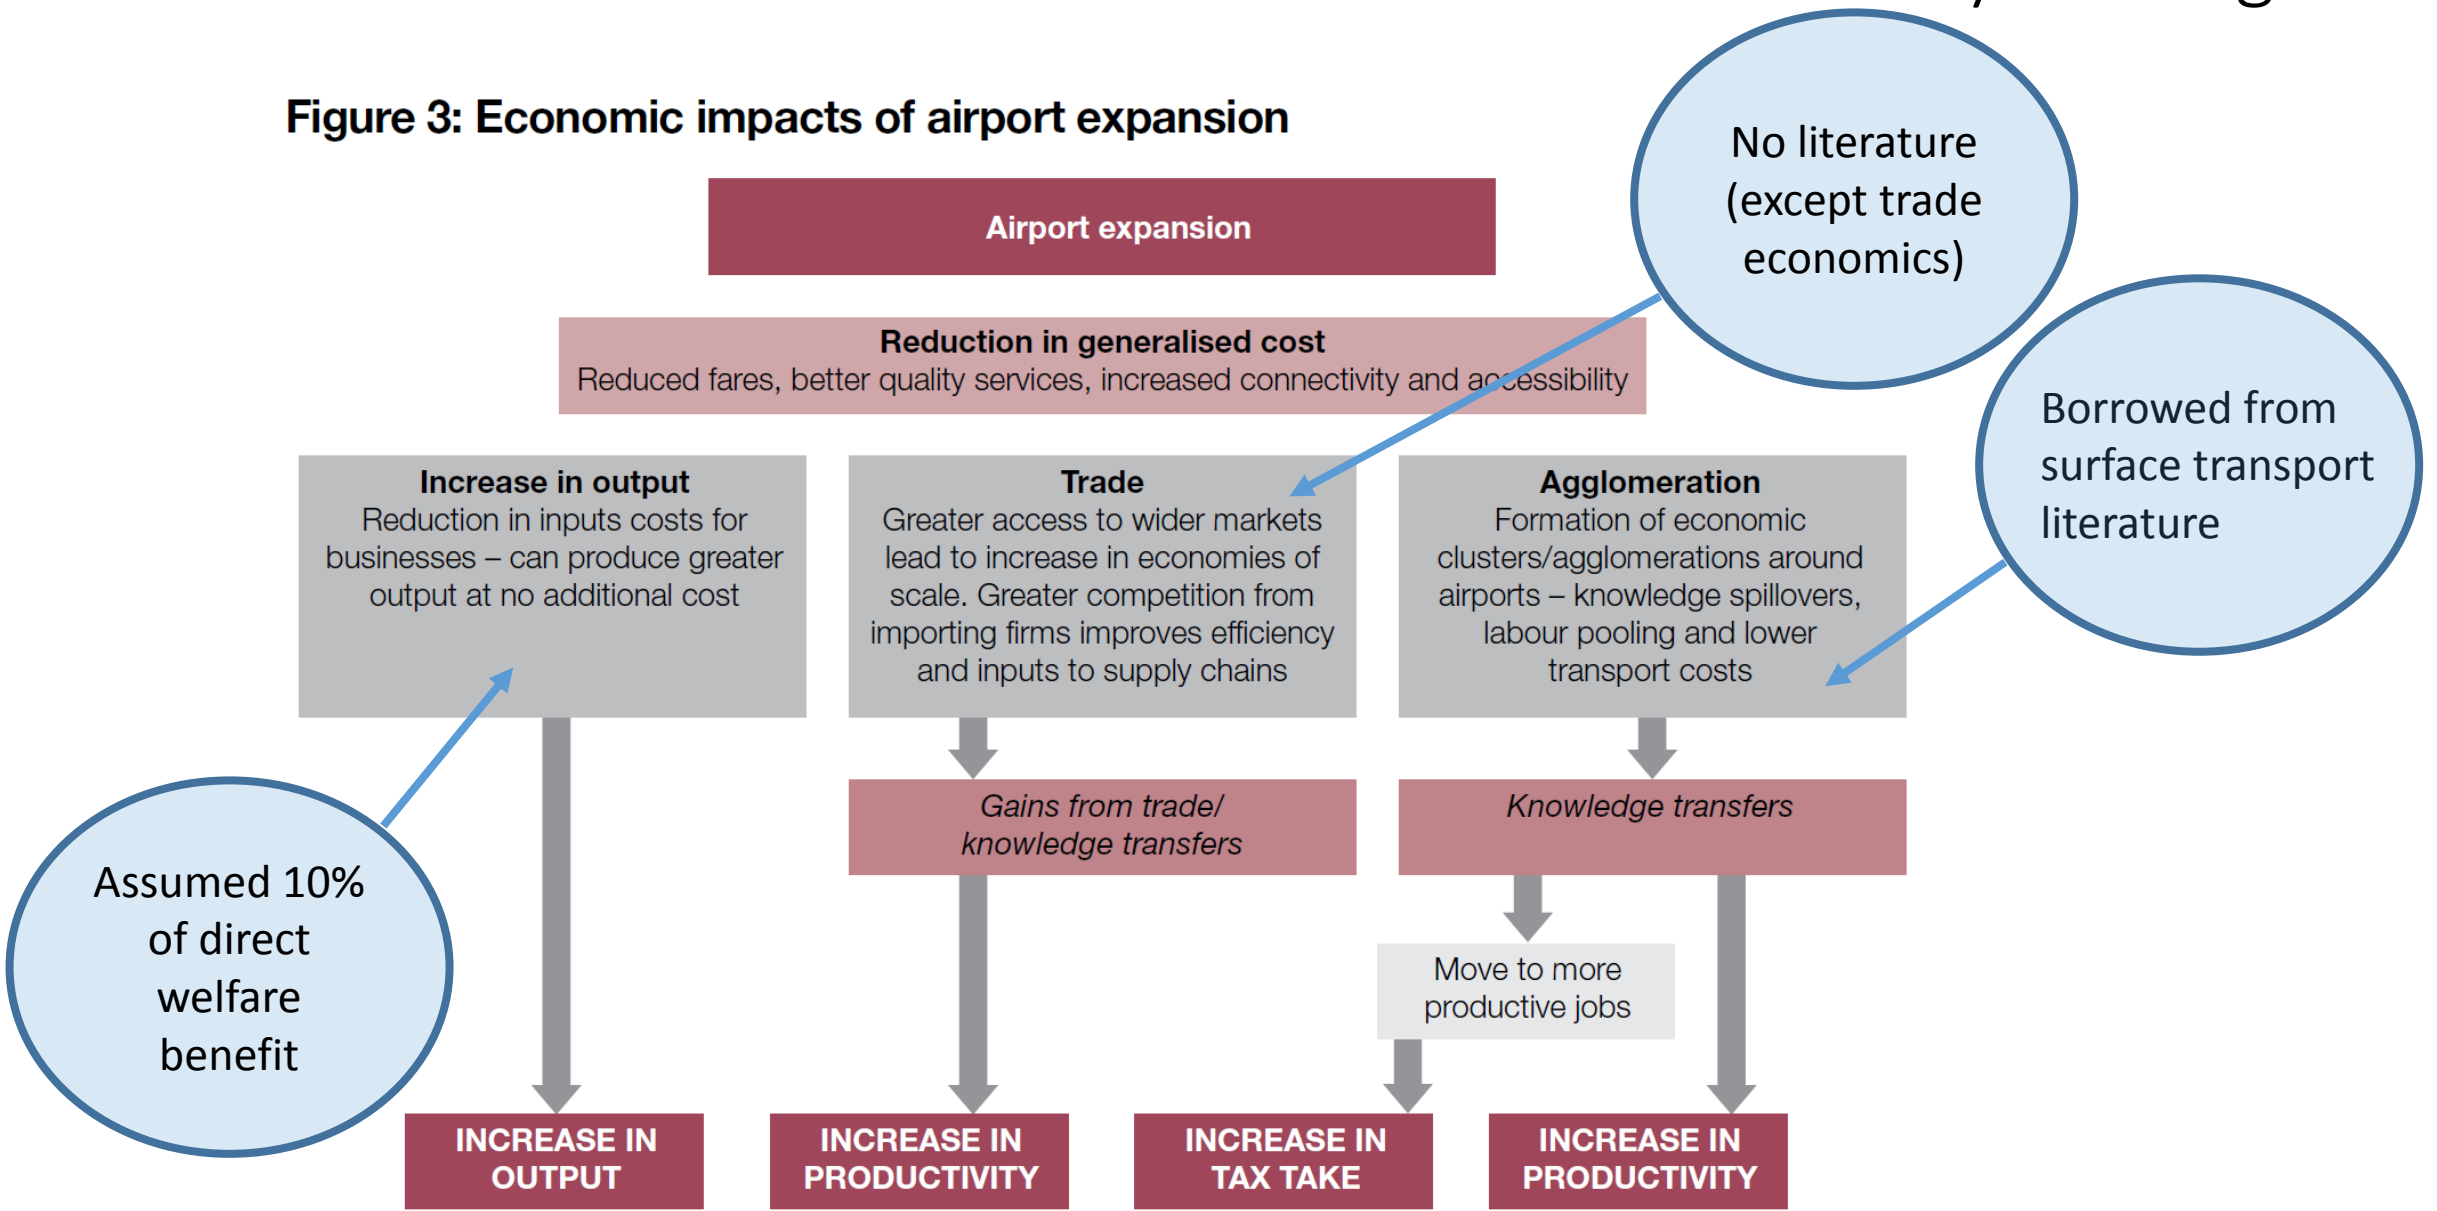 Figure 3: Economic impacts of airport expansion
Airport expansion
Reduction in generalised cost
Reduced fares, better quality services, increased connectivity and accessibility
Increase in output
Reduction in inputs costs for
businesses – can produce greater
output at no additional cost
Trade
Greater access to wider markets
lead to increase in economies of
scale. Greater competition from
importing firms improves efficiency
and inputs to supply chains
Agglomeration
Formation of economic
clusters/agglomerations around
airports – knowledge spillovers,
labour pooling and lower
transport costs
Gains from trade/
knowledge transfers
Knowledge transfers
Move to more
productive jobs
INCREASE IN
OUTPUT
INCREASE IN
PRODUCTIVITY
INCREASE IN
TAX TAKE
INCREASE IN
PRODUCTIVITY
No literature
(except trade
economics)
Borrowed from
surface transport
literature
Assumed 10%
of direct
welfare
benefit